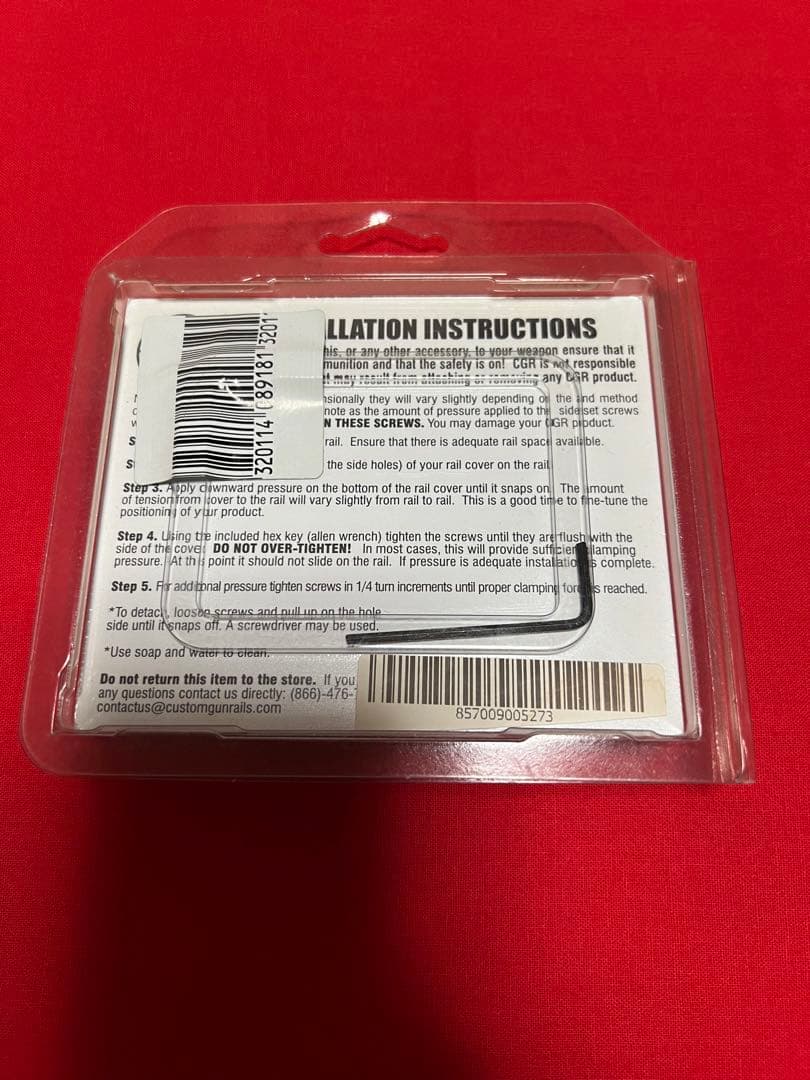 LLATION INSTRUCTIONS
his, or any other accessory, to your weapon ensure that it
munition and that the safety is on! CGR is not responsible
t may result from attaching or removing any CGR product.
nsionally they will vary slightly depending on the and method
note as the amount of pressure applied to the side set screws
N THESE SCREWS. You may damage your CGR product.
S rail. Ensure that there is adequate rail space available.
St the side holes) of your rail cover on the rail
Step 3. Apply downward pressure on the bottom of the rail cover until it snaps on. The amount
of tension from cover to the rail will vary slightly from rail to rail. This is a good time to fine-tune the
positioning of your product.
Step 4. Using the included hex key (allen wrench) tighten the screws until they are flush with the
side of the cover. DO NOT OVER-TIGHTEN! In most cases, this will provide sufficient clamping
pressure. At this point it should not slide on the rail. If pressure is adequate installation is complete.
Step 5. For additional pressure tighten screws in 1/4 turn increments until proper clamping force is reached.
*To detach, loosen screws and pull up on the hole
side until it snaps off. A screwdriver may be used.
*Use soap and water to clean.
Do not return this item to the store. If you
any questions contact us directly: (866)-476-
contactus@customgunrails.com
857009005273
320114 089181 3201